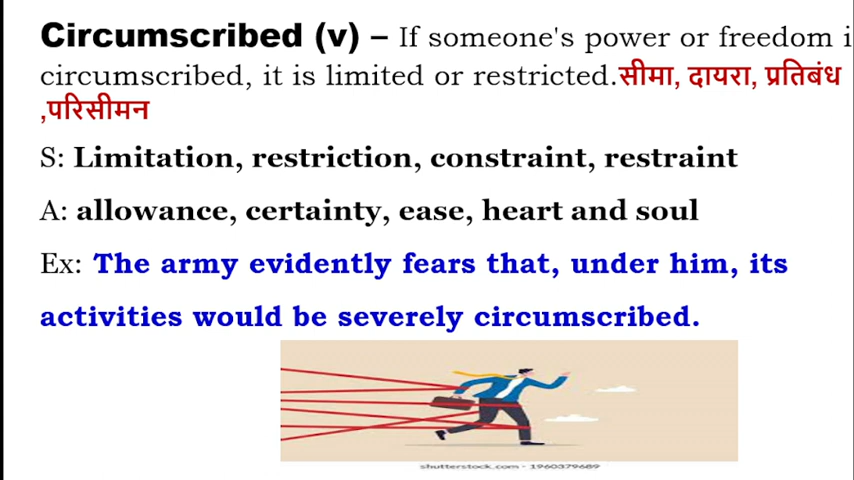 Circumscribed (v) – If someone's power or freedom i
circumscribed, it is limited or restricted.सीमा, दायरा, प्रतिबंध
,परिसीमन
S: Limitation, restriction, constraint, restraint
A: allowance, certainty, ease, heart and soul
Ex: The army evidently fears that, under him, its
activities would be severely circumscribed.
shutterstock.com · 1960379689